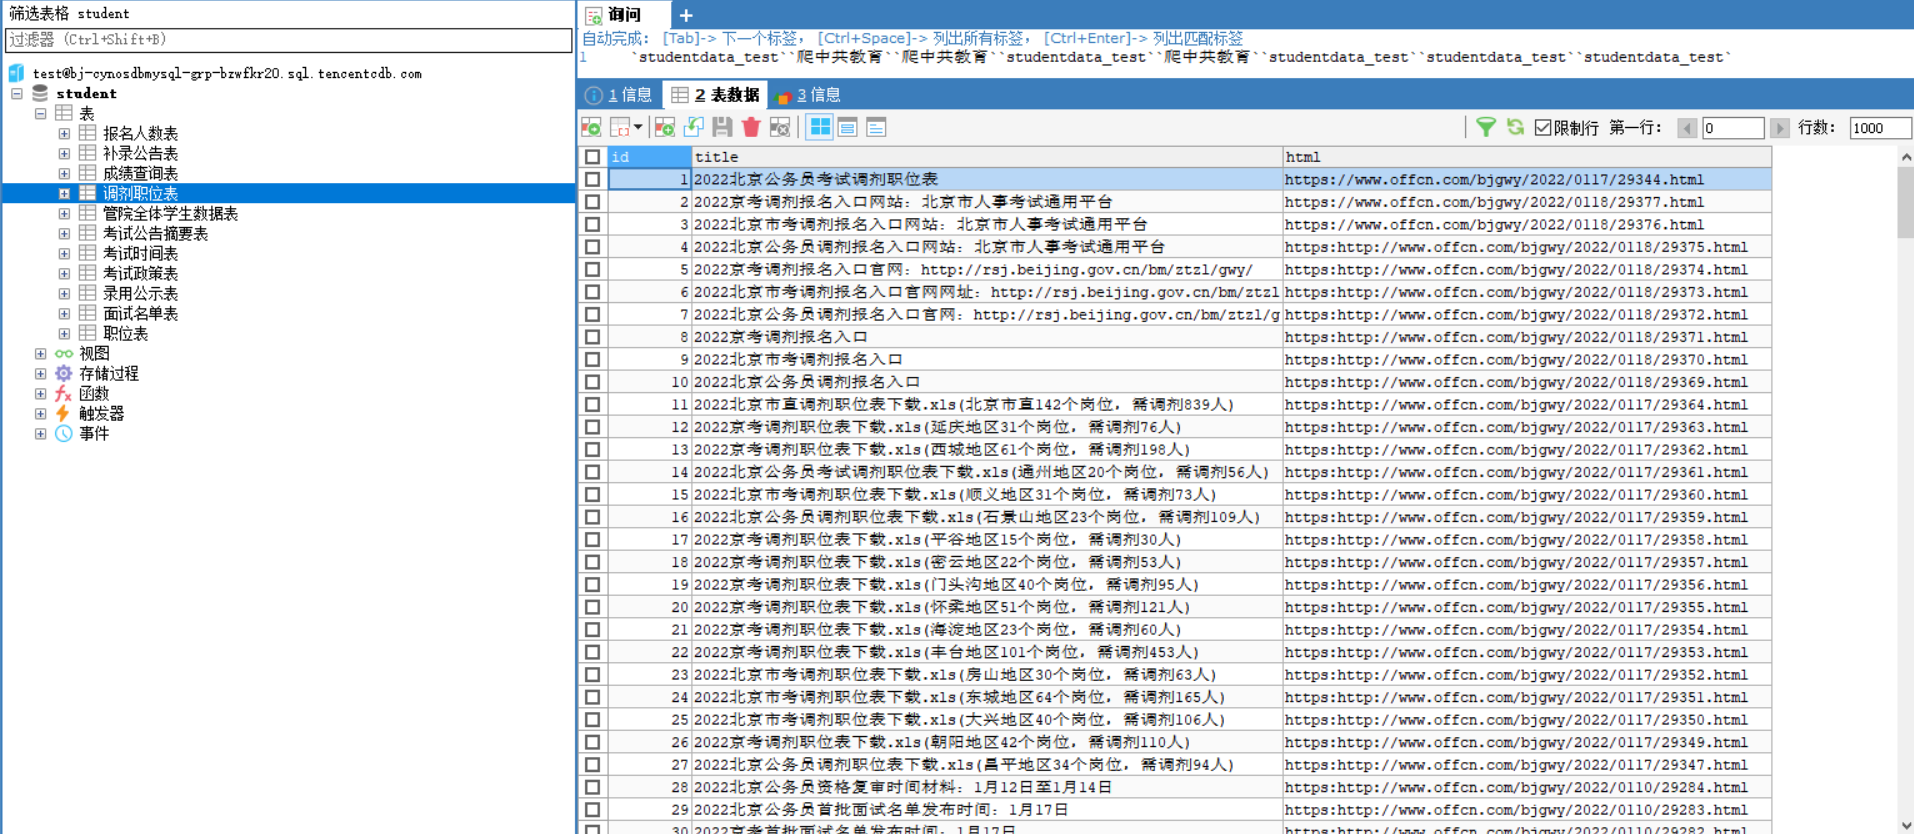 筛选表格 student
过滤器 (Ctrl+Shift+B)
test@bj-cynosdbmysql-grp-bzwfkr20.sql.tencentcdb.com
student
表
报名人数表
补录公告表
成绩查询表
调剂职位表
管院全体学生数据表
考试公告摘要表
考试时间表
考试政策表
录用公示表
面试名单表
职位表
视图
存储过程
函数
触发器
事件
询问
自动完成: [Tab]-> 下一个标签, [Ctrl+Space]-> 列出所有标签, [Ctrl+Enter]-> 列出匹配标签
1 `studentdata_test``爬中共教育``爬中共教育``studentdata_test``爬中共教育``studentdata_test``studentdata_test``studentdata_test`
1 信息 2 表数据 3 信息
限制行 第一行: 0 行数: 1000
id title html
1 2022北京公务员考试调剂职位表 https://www.offcn.com/bjgwy/2022/0117/29344.html
2 2022京考调剂报名入口网站: 北京市人事考试通用平台 https://www.offcn.com/bjgwy/2022/0118/29377.html
3 2022北京市考调剂报名入口网站: 北京市人事考试通用平台 https://www.offcn.com/bjgwy/2022/0118/29376.html
4 2022北京公务员调剂报名入口网站: 北京市人事考试通用平台 https:http://www.offcn.com/bjgwy/2022/0118/29375.html
5 2022京考调剂报名入口官网: http://rsj.beijing.gov.cn/bm/ztzl/gwy/ https:http://www.offcn.com/bjgwy/2022/0118/29374.html
6 2022北京市考调剂报名入口官网网址: http://rsj.beijing.gov.cn/bm/ztzl https:http://www.offcn.com/bjgwy/2022/0118/29373.html
7 2022北京公务员调剂报名入口官网: http://rsj.beijing.gov.cn/bm/ztzl/g https:http://www.offcn.com/bjgwy/2022/0118/29372.html
8 2022京考调剂报名入口 https:http://www.offcn.com/bjgwy/2022/0118/29371.html
9 2022北京市考调剂报名入口 https:http://www.offcn.com/bjgwy/2022/0118/29370.html
10 2022北京公务员调剂报名入口 https:http://www.offcn.com/bjgwy/2022/0118/29369.html
11 2022北京市直调剂职位表下载.xls(北京市直142个岗位, 需调剂839人) https:http://www.offcn.com/bjgwy/2022/0117/29364.html
12 2022京考调剂职位表下载.xls(延庆地区31个岗位, 需调剂76人) https:http://www.offcn.com/bjgwy/2022/0117/29363.html
13 2022京考调剂职位表下载.xls(西城地区61个岗位, 需调剂198人) https:http://www.offcn.com/bjgwy/2022/0117/29362.html
14 2022北京公务员考试调剂职位表下载.xls(通州地区20个岗位, 需调剂56人) https:http://www.offcn.com/bjgwy/2022/0117/29361.html
15 2022北京市考调剂职位表下载.xls(顺义地区31个岗位, 需调剂73人) https:http://www.offcn.com/bjgwy/2022/0117/29360.html
16 2022北京公务员调剂职位表下载.xls(石景山地区23个岗位, 需调剂109人) https:http://www.offcn.com/bjgwy/2022/0117/29359.html
17 2022京考调剂职位表下载.xls(平谷地区15个岗位, 需调剂30人) https:http://www.offcn.com/bjgwy/2022/0117/29358.html
18 2022京考调剂职位表下载.xls(密云地区22个岗位, 需调剂53人) https:http://www.offcn.com/bjgwy/2022/0117/29357.html
19 2022京考调剂职位表下载.xls(门头沟地区40个岗位, 需调剂95人) https:http://www.offcn.com/bjgwy/2022/0117/29356.html
20 2022京考调剂职位表下载.xls(怀柔地区51个岗位, 需调剂121人) https:http://www.offcn.com/bjgwy/2022/0117/29355.html
21 2022京考调剂职位表下载.xls(海淀地区23个岗位, 需调剂60人) https:http://www.offcn.com/bjgwy/2022/0117/29354.html
22 2022京考调剂职位表下载.xls(丰台地区101个岗位, 需调剂453人) https:http://www.offcn.com/bjgwy/2022/0117/29353.html
23 2022北京市考调剂职位表下载.xls(房山地区30个岗位, 需调剂63人) https:http://www.offcn.com/bjgwy/2022/0117/29352.html
24 2022北京市考调剂职位表下载.xls(东城地区64个岗位, 需调剂165人) https:http://www.offcn.com/bjgwy/2022/0117/29351.html
25 2022北京市考调剂职位表下载.xls(大兴地区40个岗位, 需调剂106人) https:http://www.offcn.com/bjgwy/2022/0117/29350.html
26 2022京考调剂职位表下载.xls(朝阳地区42个岗位, 需调剂110人) https:http://www.offcn.com/bjgwy/2022/0117/29349.html
27 2022北京公务员调剂职位表下载.xls(昌平地区34个岗位, 需调剂94人) https:http://www.offcn.com/bjgwy/2022/0117/29347.html
28 2022北京公务员资格复审时间材料: 1月12日至1月14日 https:http://www.offcn.com/bjgwy/2022/0110/29284.html
29 2022北京公务员首批面试名单发布时间: 1月17日 https:http://www.offcn.com/bjgwy/2022/0110/29283.html
30 2022京考首批面试名单发布时间: 1月17日 https:http://www.offcn.com/bjgwy/2022/0110/29282.html